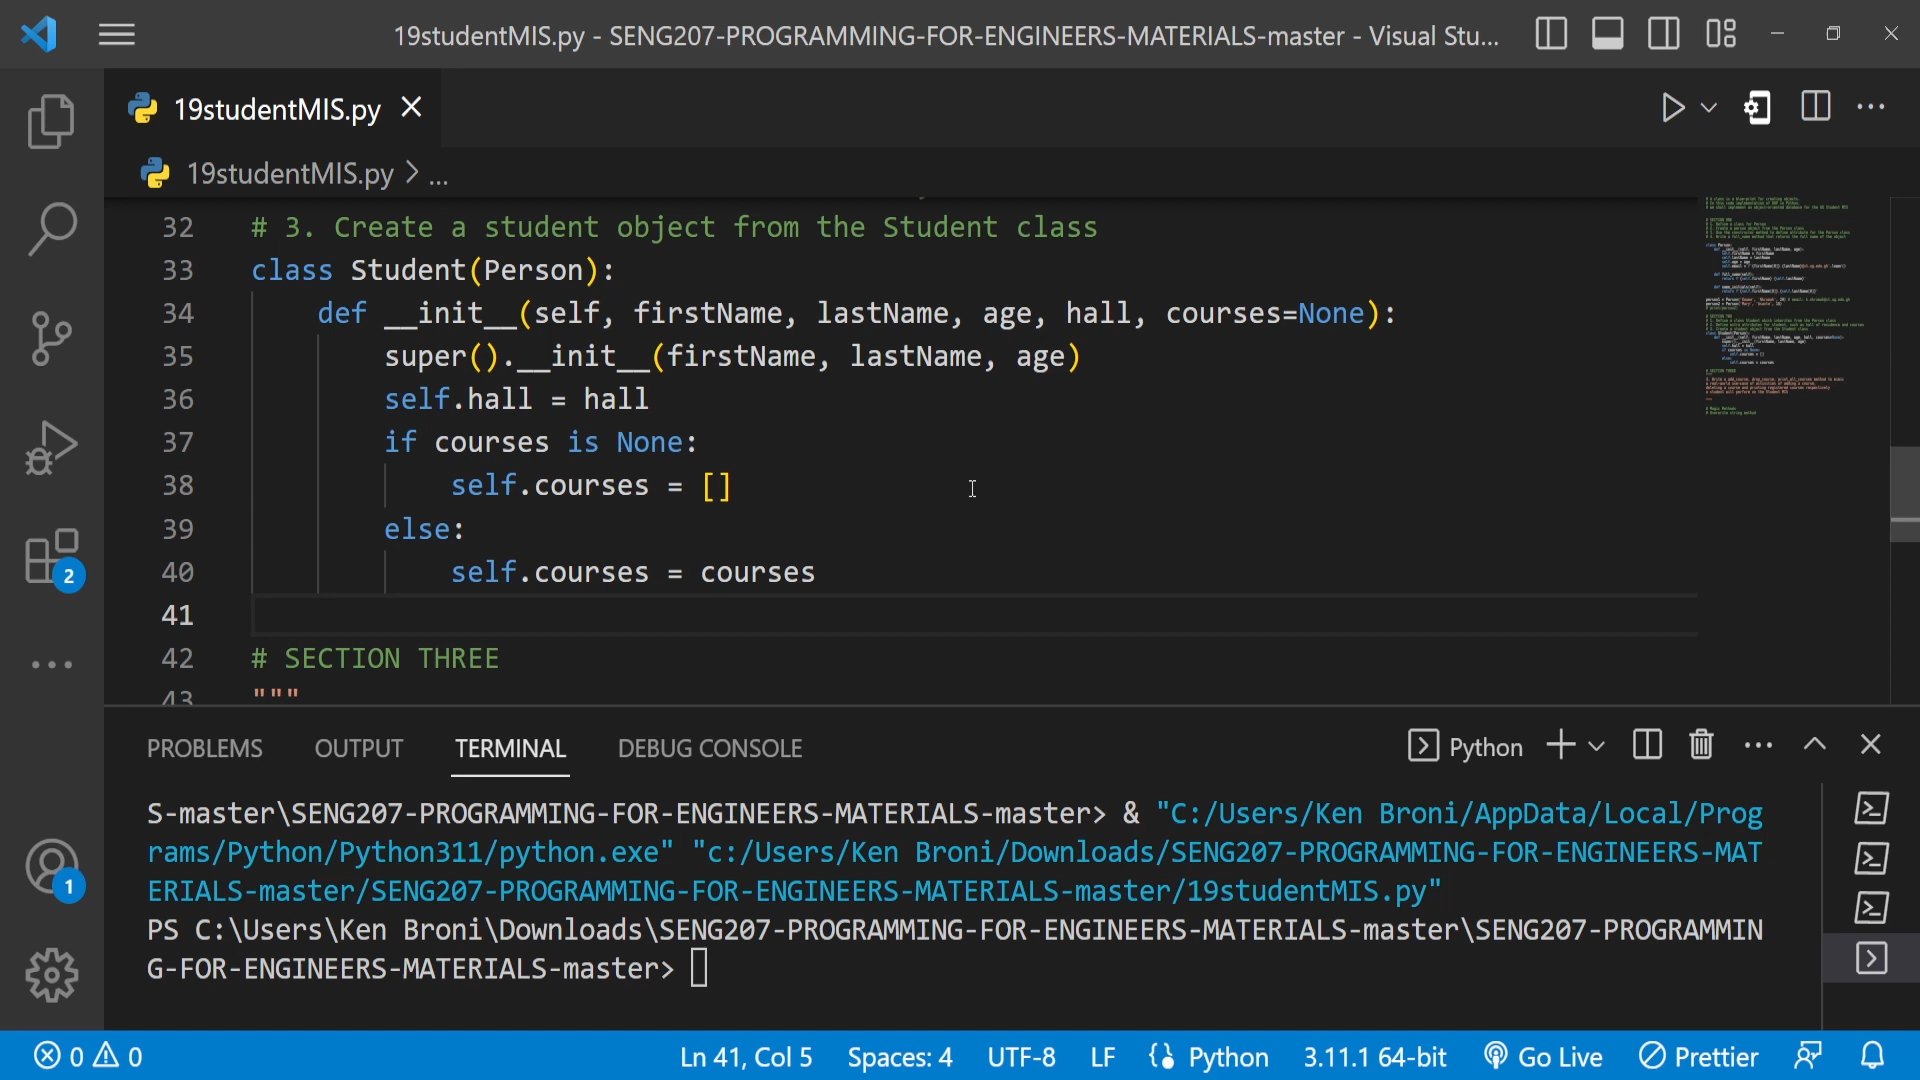 19studentMIS.py - SENG207-PROGRAMMING-FOR-ENGINEERS-MATERIALS-master - Visual Stu...
19studentMIS.py
19studentMIS.py > ...
32 # 3. Create a student object from the Student class
33 class Student(Person):
34 def __init__(self, firstName, lastName, age, hall, courses=None):
35 super().__init__(firstName, lastName, age)
36 self.hall = hall
37 if courses is None:
38 self.courses = []
39 else:
40 self.courses = courses
41
42 # SECTION THREE
43 """
2
1
PROBLEMS OUTPUT TERMINAL DEBUG CONSOLE Python
S-master\SENG207-PROGRAMMING-FOR-ENGINEERS-MATERIALS-master> & "C:/Users/Ken Broni/AppData/Local/Prog
rams/Python/Python311/python.exe" "c:/Users/Ken Broni/Downloads/SENG207-PROGRAMMING-FOR-ENGINEERS-MAT
ERIALS-master/SENG207-PROGRAMMING-FOR-ENGINEERS-MATERIALS-master/19studentMIS.py"
PS C:\Users\Ken Broni\Downloads\SENG207-PROGRAMMING-FOR-ENGINEERS-MATERIALS-master\SENG207-PROGRAMMIN
G-FOR-ENGINEERS-MATERIALS-master>
0 0 Ln 41, Col 5 Spaces: 4 UTF-8 LF Python 3.11.1 64-bit Go Live Prettier